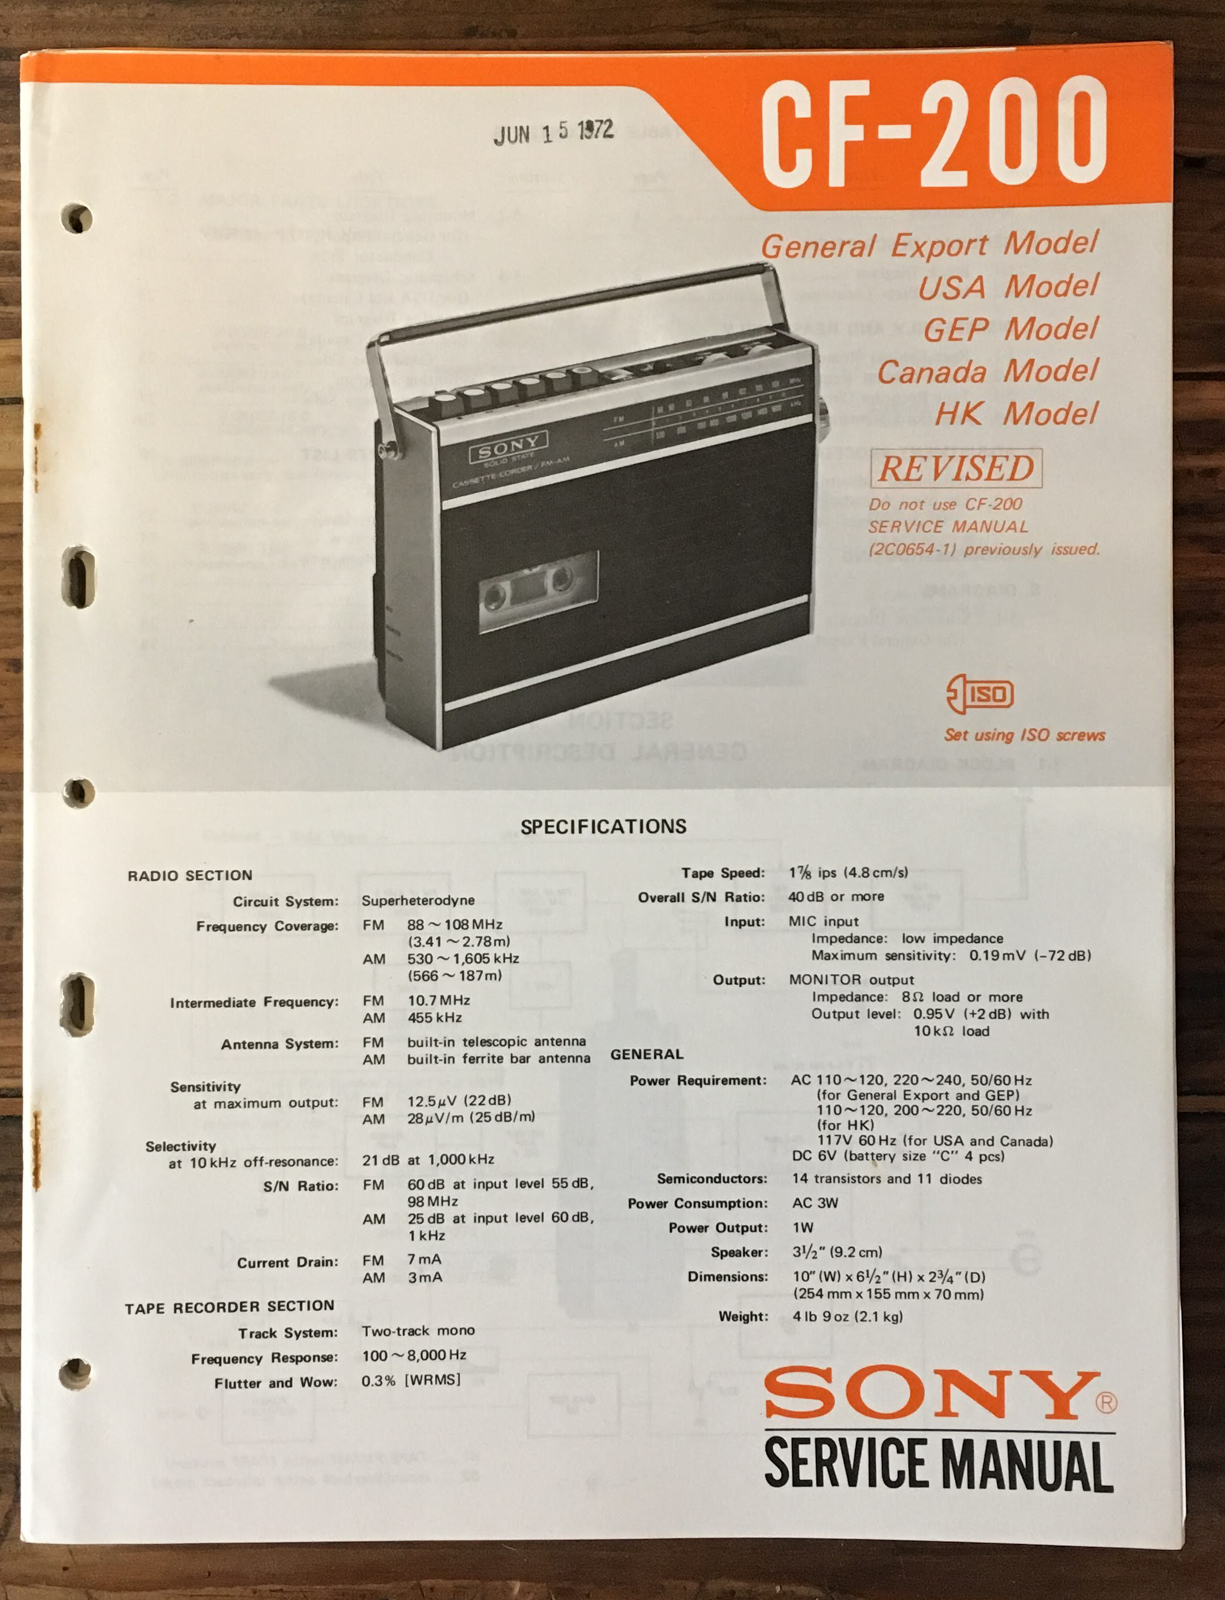 CF-200
JUN 15 1972
General Export Model
USA Model
GEP Model
Canada Model
HK Model
REVISED
Do not use CF-200
SERVICE MANUAL
(2C0654-1) previously issued.
SONY
SOLID STATE
CASSETTE-CORDER / FM-AM
FM
AM
MHz
kHz
ISO
Set using ISO screws
SPECIFICATIONS
RADIO SECTION
Circuit System: Superheterodyne
Frequency Coverage: FM 88～108 MHz
(3.41～2.78m)
AM 530～1,605 kHz
(566～187m)
Intermediate Frequency: FM 10.7 MHz
AM 455 kHz
Antenna System: FM built-in telescopic antenna
AM built-in ferrite bar antenna
Sensitivity
at maximum output: FM 12.5μV (22 dB)
AM 28μV/m (25 dB/m)
Selectivity
at 10 kHz off-resonance: 21 dB at 1,000 kHz
S/N Ratio: FM 60 dB at input level 55 dB,
98 MHz
AM 25 dB at input level 60 dB,
1 kHz
Current Drain: FM 7 mA
AM 3 mA
TAPE RECORDER SECTION
Track System: Two-track mono
Frequency Response: 100～8,000 Hz
Flutter and Wow: 0.3% [WRMS]
Tape Speed: 1⅞ ips (4.8 cm/s)
Overall S/N Ratio: 40 dB or more
Input: MIC input
Impedance: low impedance
Maximum sensitivity: 0.19 mV (−72 dB)
Output: MONITOR output
Impedance: 8Ω load or more
Output level: 0.95 V (+2 dB) with
10 kΩ load
GENERAL
Power Requirement: AC 110～120, 220～240, 50/60 Hz
(for General Export and GEP)
110～120, 200～220, 50/60 Hz
(for HK)
117V 60 Hz (for USA and Canada)
DC 6V (battery size "C" 4 pcs)
Semiconductors: 14 transistors and 11 diodes
Power Consumption: AC 3W
Power Output: 1W
Speaker: 3½" (9.2 cm)
Dimensions: 10" (W) x 6½" (H) x 2¾" (D)
(254 mm x 155 mm x 70 mm)
Weight: 4 lb 9 oz (2.1 kg)
SONY®
SERVICE MANUAL